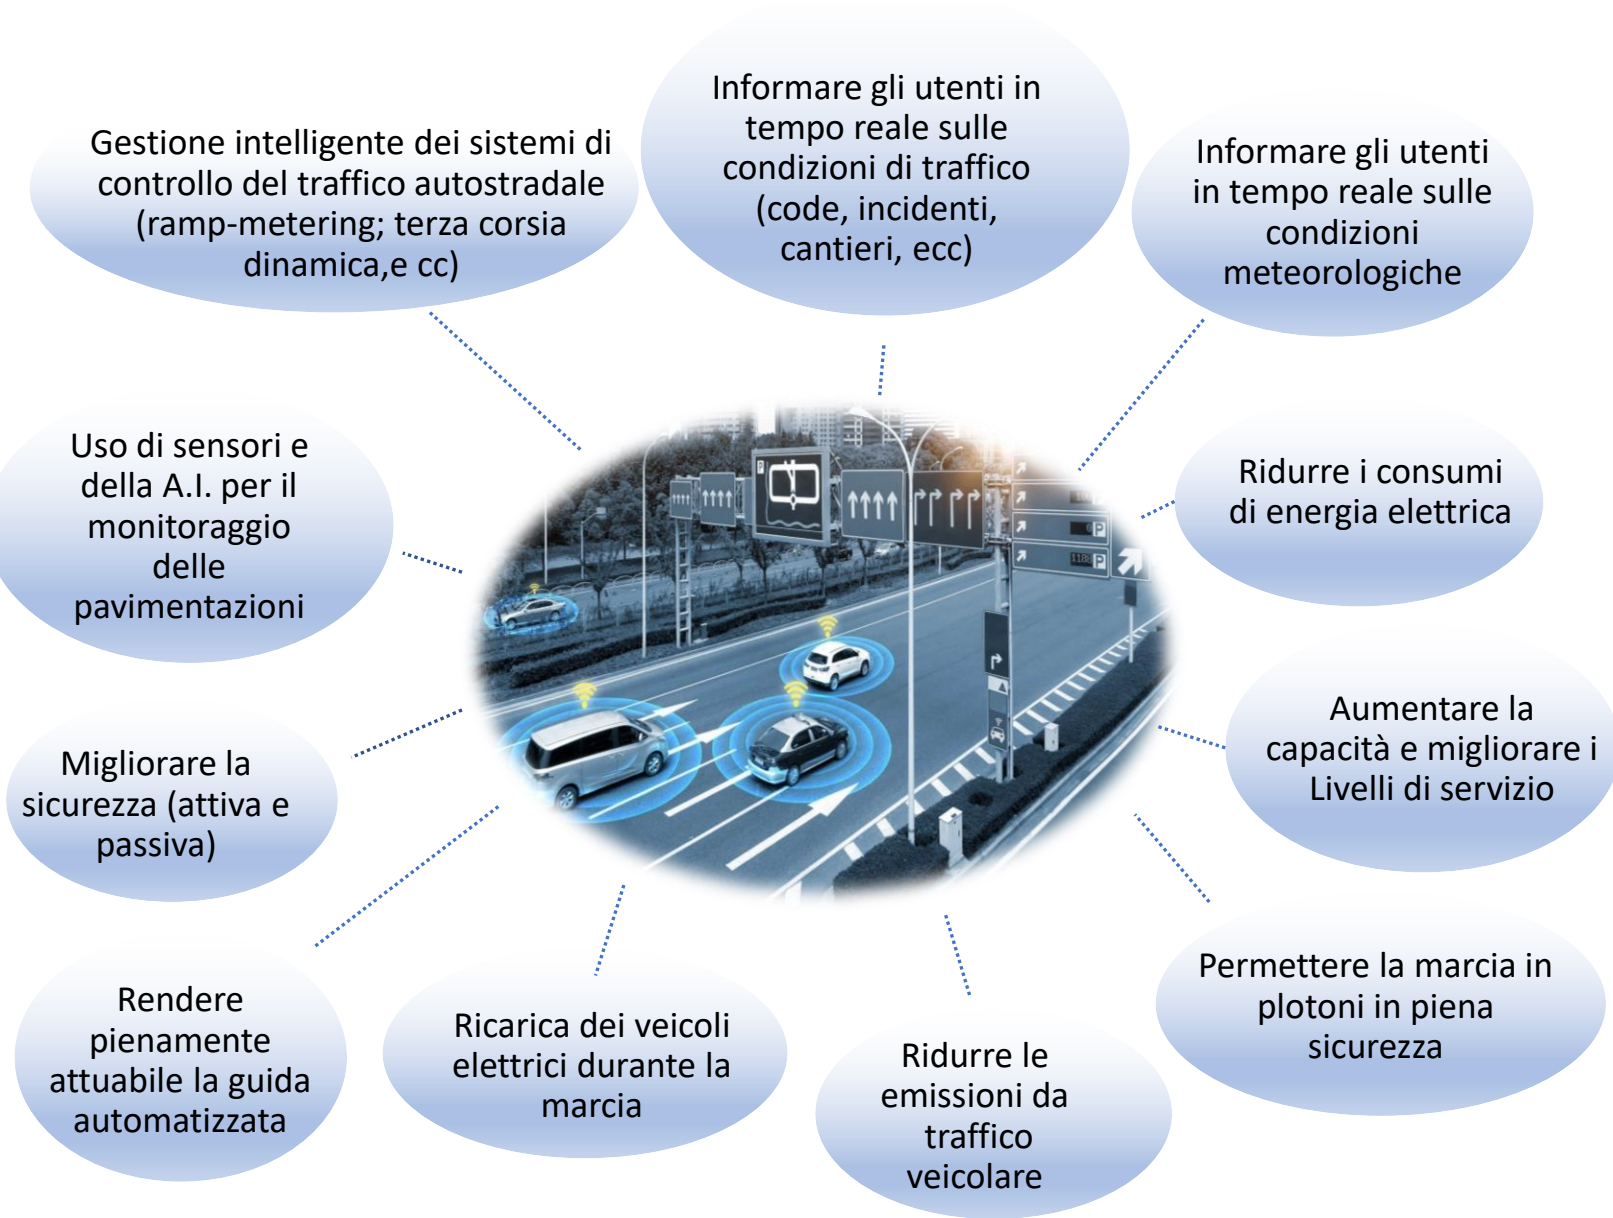 Informare gli utenti in
tempo reale sulle
condizioni di traffico
(code, incidenti,
cantieri, ecc)
Gestione intelligente dei sistemi di
controllo del traffico autostradale
(ramp-metering; terza corsia
dinamica,e cc)
Informare gli utenti
in tempo reale sulle
condizioni
meteorologiche
Uso di sensori e
della A.I. per il
monitoraggio
delle
pavimentazioni
Ridurre i consumi
di energia elettrica
Migliorare la
sicurezza (attiva e
passiva)
Aumentare la
capacità e migliorare i
Livelli di servizio
Rendere
pienamente
attuabile la guida
automatizzata
Ricarica dei veicoli
elettrici durante la
marcia
Ridurre le
emissioni da
traffico
veicolare
Permettere la marcia in
plotoni in piena
sicurezza
P
P
P